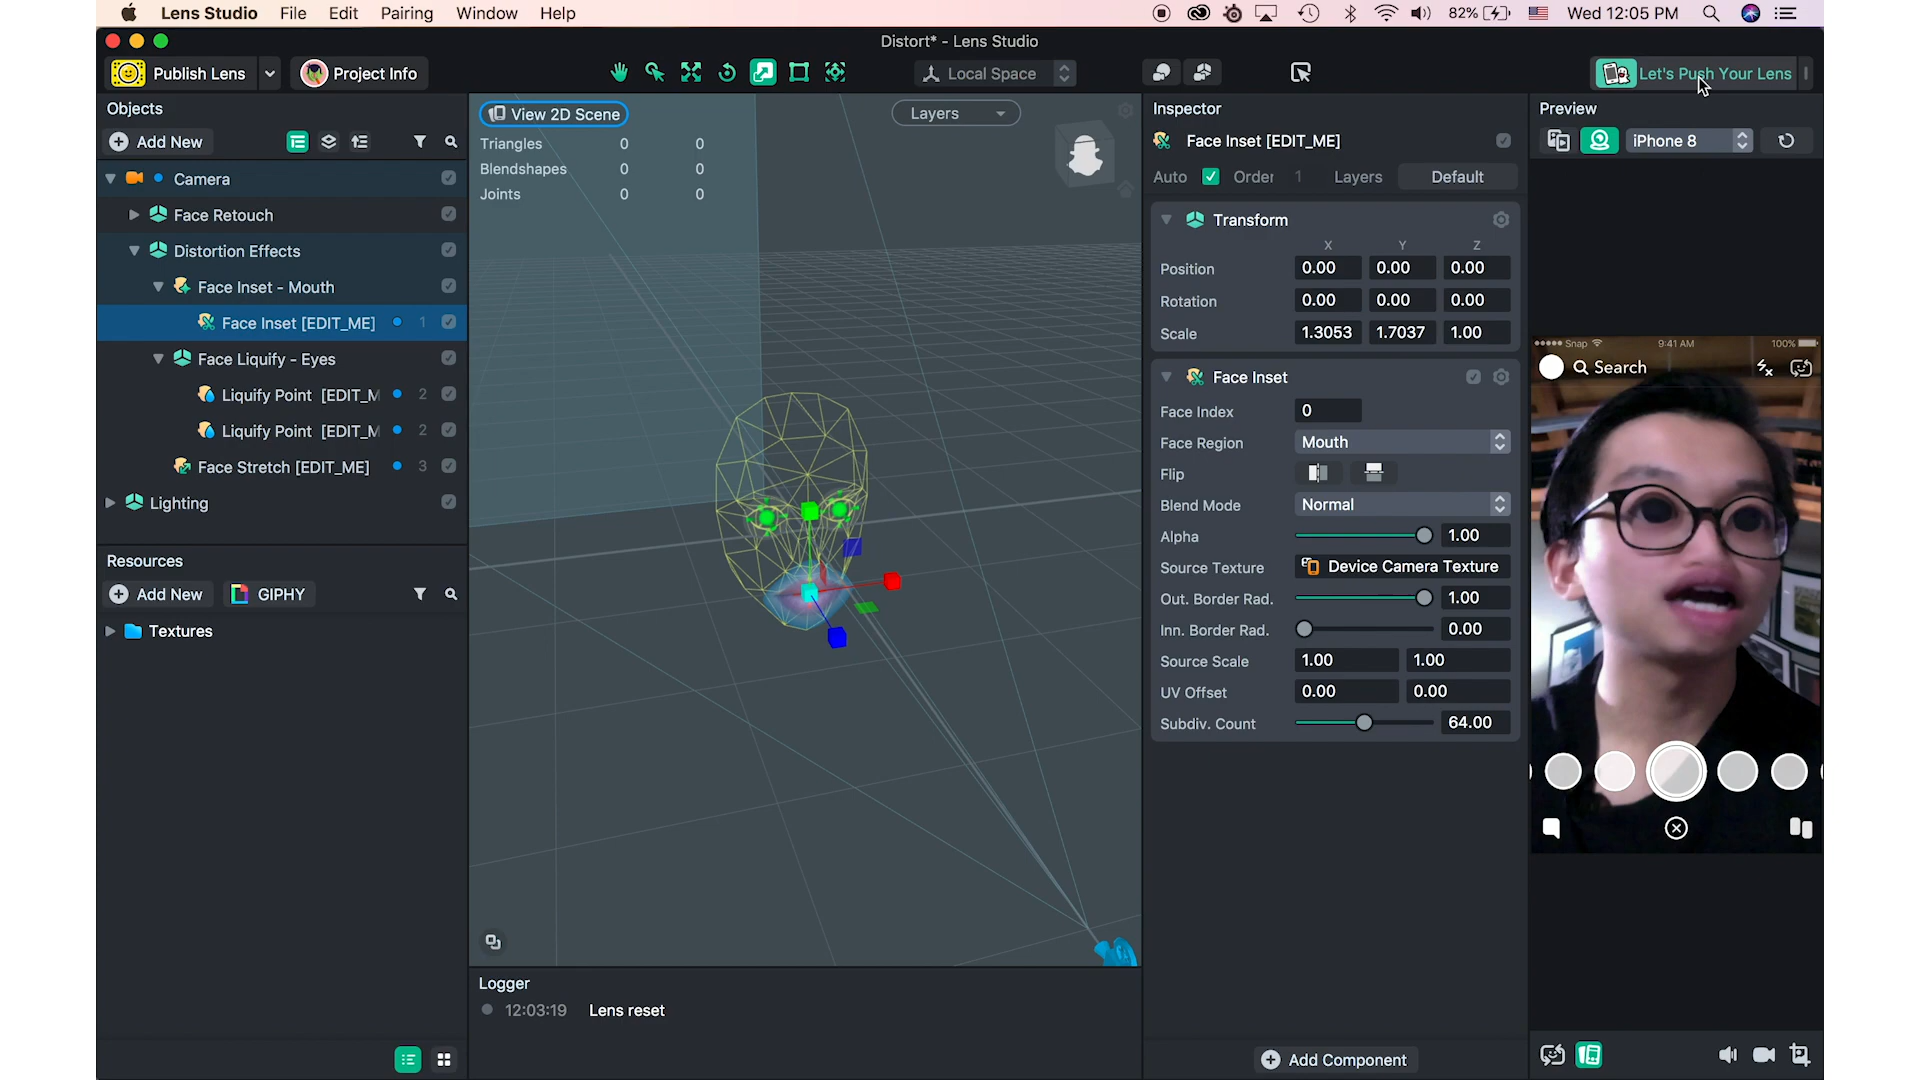 Lens Studio File Edit Pairing Window Help 82% Wed 12:05 PM
Distort* - Lens Studio
Publish Lens Project Info Local Space Let's Push Your Lens
Objects
Add New
Camera
Face Retouch
Distortion Effects
Face Inset - Mouth
Face Inset [EDIT_ME] 1
Face Liquify - Eyes
Liquify Point [EDIT_M 2
Liquify Point [EDIT_M 2
Face Stretch [EDIT_ME] 3
Lighting
Resources
Add New GIPHY
Textures
View 2D Scene Layers
Triangles 0 0
Blendshapes 0 0
Joints 0 0
Logger
12:03:19 Lens reset
Inspector
Face Inset [EDIT_ME]
Auto Order 1 Layers Default
Transform
X Y Z
Position 0.00 0.00 0.00
Rotation 0.00 0.00 0.00
Scale 1.3053 1.7037 1.00
Face Inset
Face Index 0
Face Region Mouth
Flip
Blend Mode Normal
Alpha 1.00
Source Texture Device Camera Texture
Out. Border Rad. 1.00
Inn. Border Rad. 0.00
Source Scale 1.00 1.00
UV Offset 0.00 0.00
Subdiv. Count 64.00
Add Component
Preview
iPhone 8
Snap 9:41 AM 100%
Search